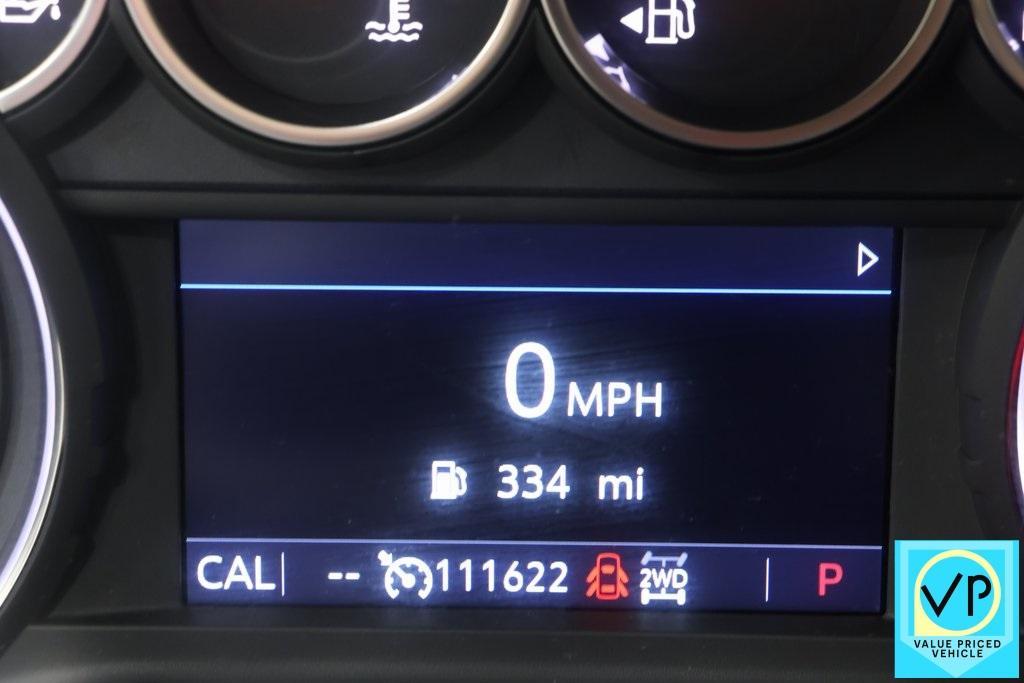 0 MPH
334 mi
CAL -- 111622 2WD P
VP
VALUE PRICED
VEHICLE